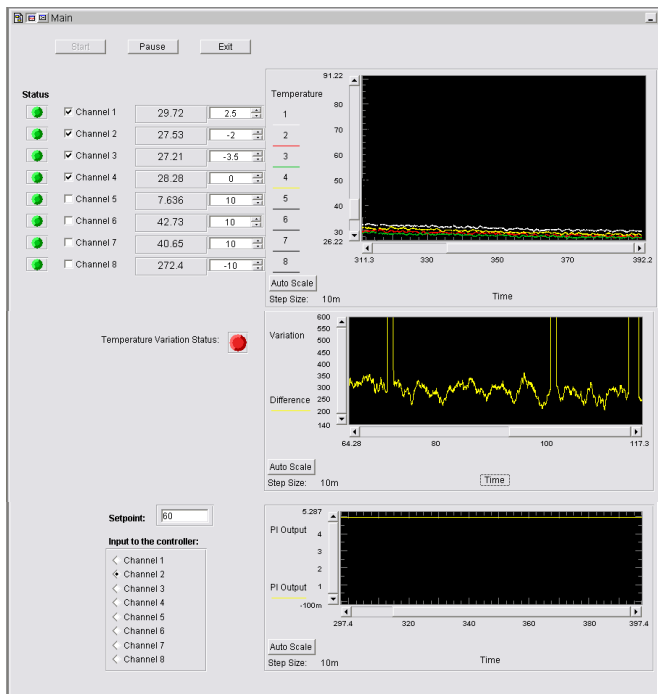 Main
Start Pause Exit
Status
Channel 1 29.72 2.5
Channel 2 27.53 -2
Channel 3 27.21 -3.5
Channel 4 28.28 0
Channel 5 7.636 10
Channel 6 42.73 10
Channel 7 40.65 10
Channel 8 272.4 -10
91.22
Temperature
80
70
60
50
40
30
26.22
1
2
3
4
5
6
7
8
311.3 330 350 370 392.2
Auto Scale
Step Size: 10m
Time
Temperature Variation Status:
Variation
Difference
600
550
500
450
400
350
300
250
200
140
64.28 80 100 117.3
Auto Scale
Step Size: 10m
Time
Setpoint: 60
Input to the controller:
Channel 1
Channel 2
Channel 3
Channel 4
Channel 5
Channel 6
Channel 7
Channel 8
5.287
PI Output
4
3
2
PI Output 1
-100m
297.4 320 340 360 380 397.4
Auto Scale
Step Size: 10m
Time